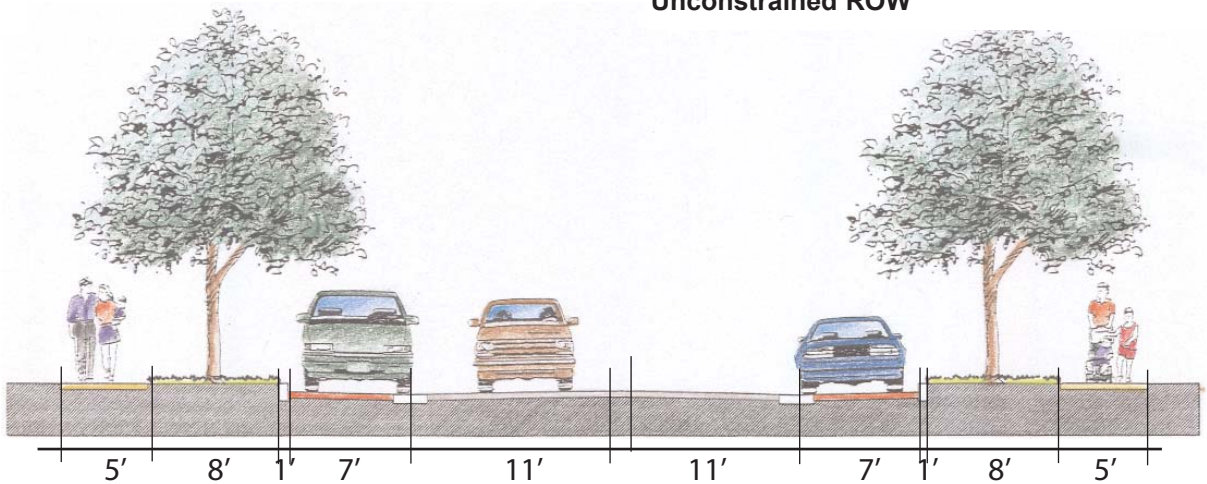 Unconstrained ROW
5’ 8’ 1’ 7’ 11’ 11’ 7’ 1’ 8’ 5’